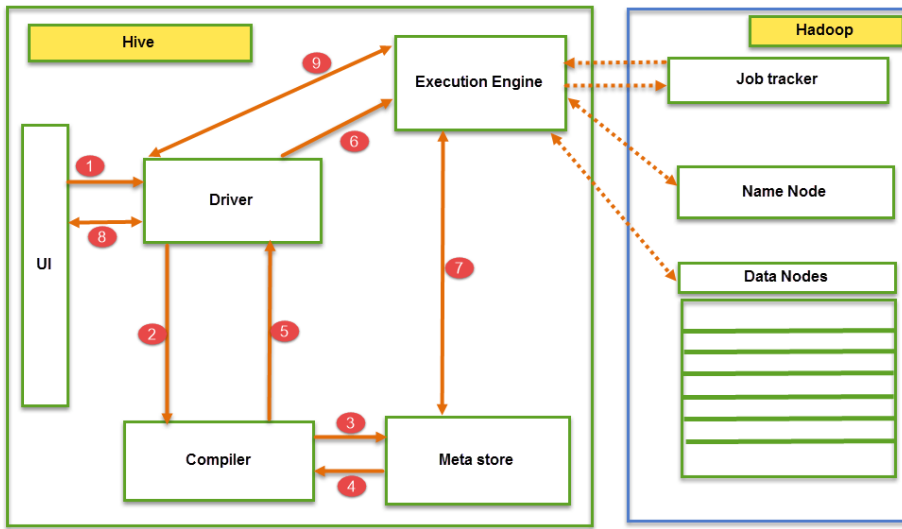 Hive
Hadoop
9
Execution Engine
Job tracker
6
1
Driver
Name Node
8
UI
7
Data Nodes
2
5
3
Compiler
Meta store
4